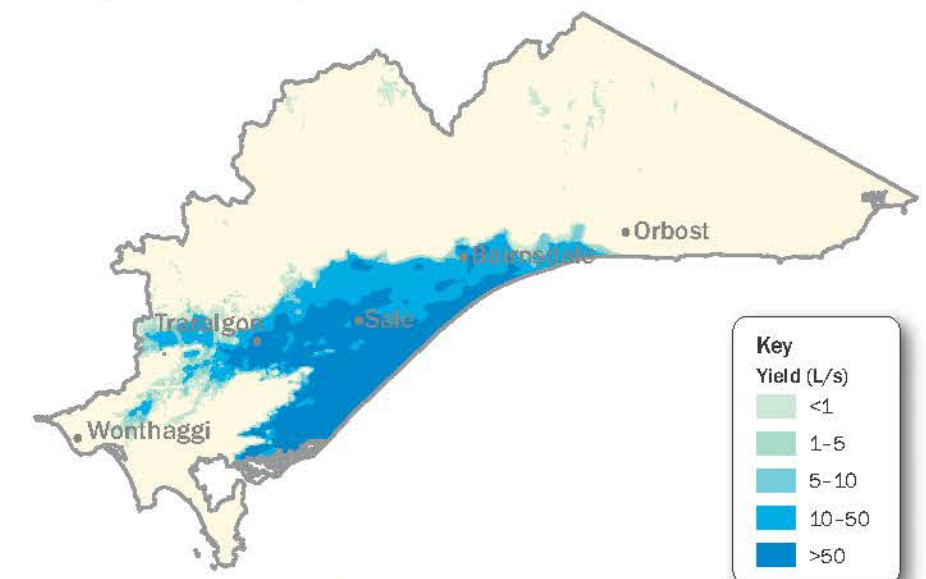 Orbost
Bairnsdale
Traralgon
Sale
Wonthaggi
Key
Yield (L/s)
<1
1-5
5-10
10-50
>50